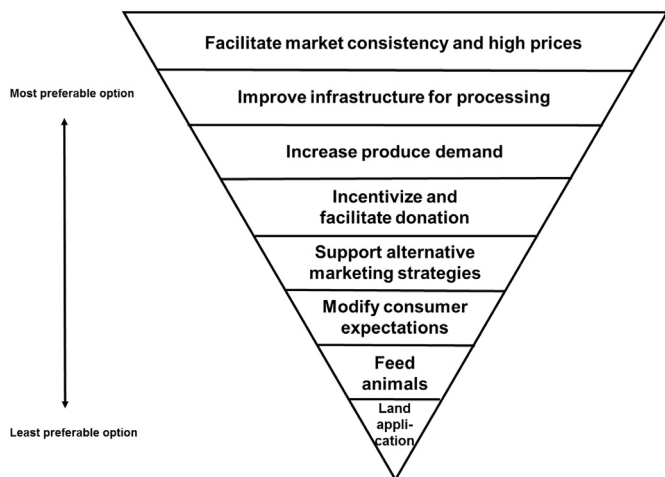 Facilitate market consistency and high prices
Most preferable option
Improve infrastructure for processing
Increase produce demand
Incentivize and
facilitate donation
Support alternative
marketing strategies
Modify consumer
expectations
Feed
animals
Land
appli-
cation
Least preferable option